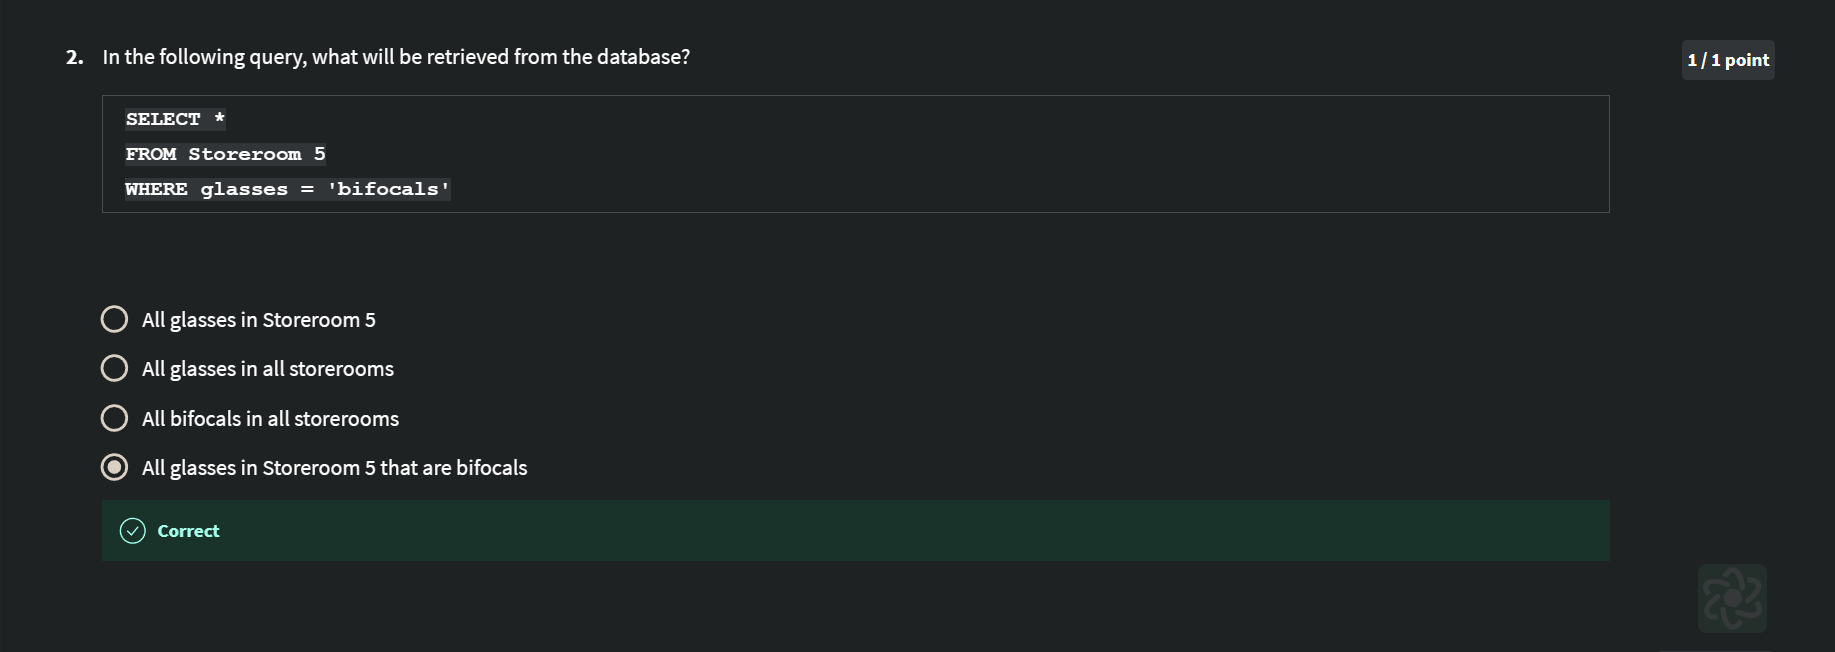 2. In the following query, what will be retrieved from the database?
1 / 1 point
SELECT *
FROM Storeroom 5
WHERE glasses = 'bifocals'
All glasses in Storeroom 5
All glasses in all storerooms
All bifocals in all storerooms
All glasses in Storeroom 5 that are bifocals
Correct